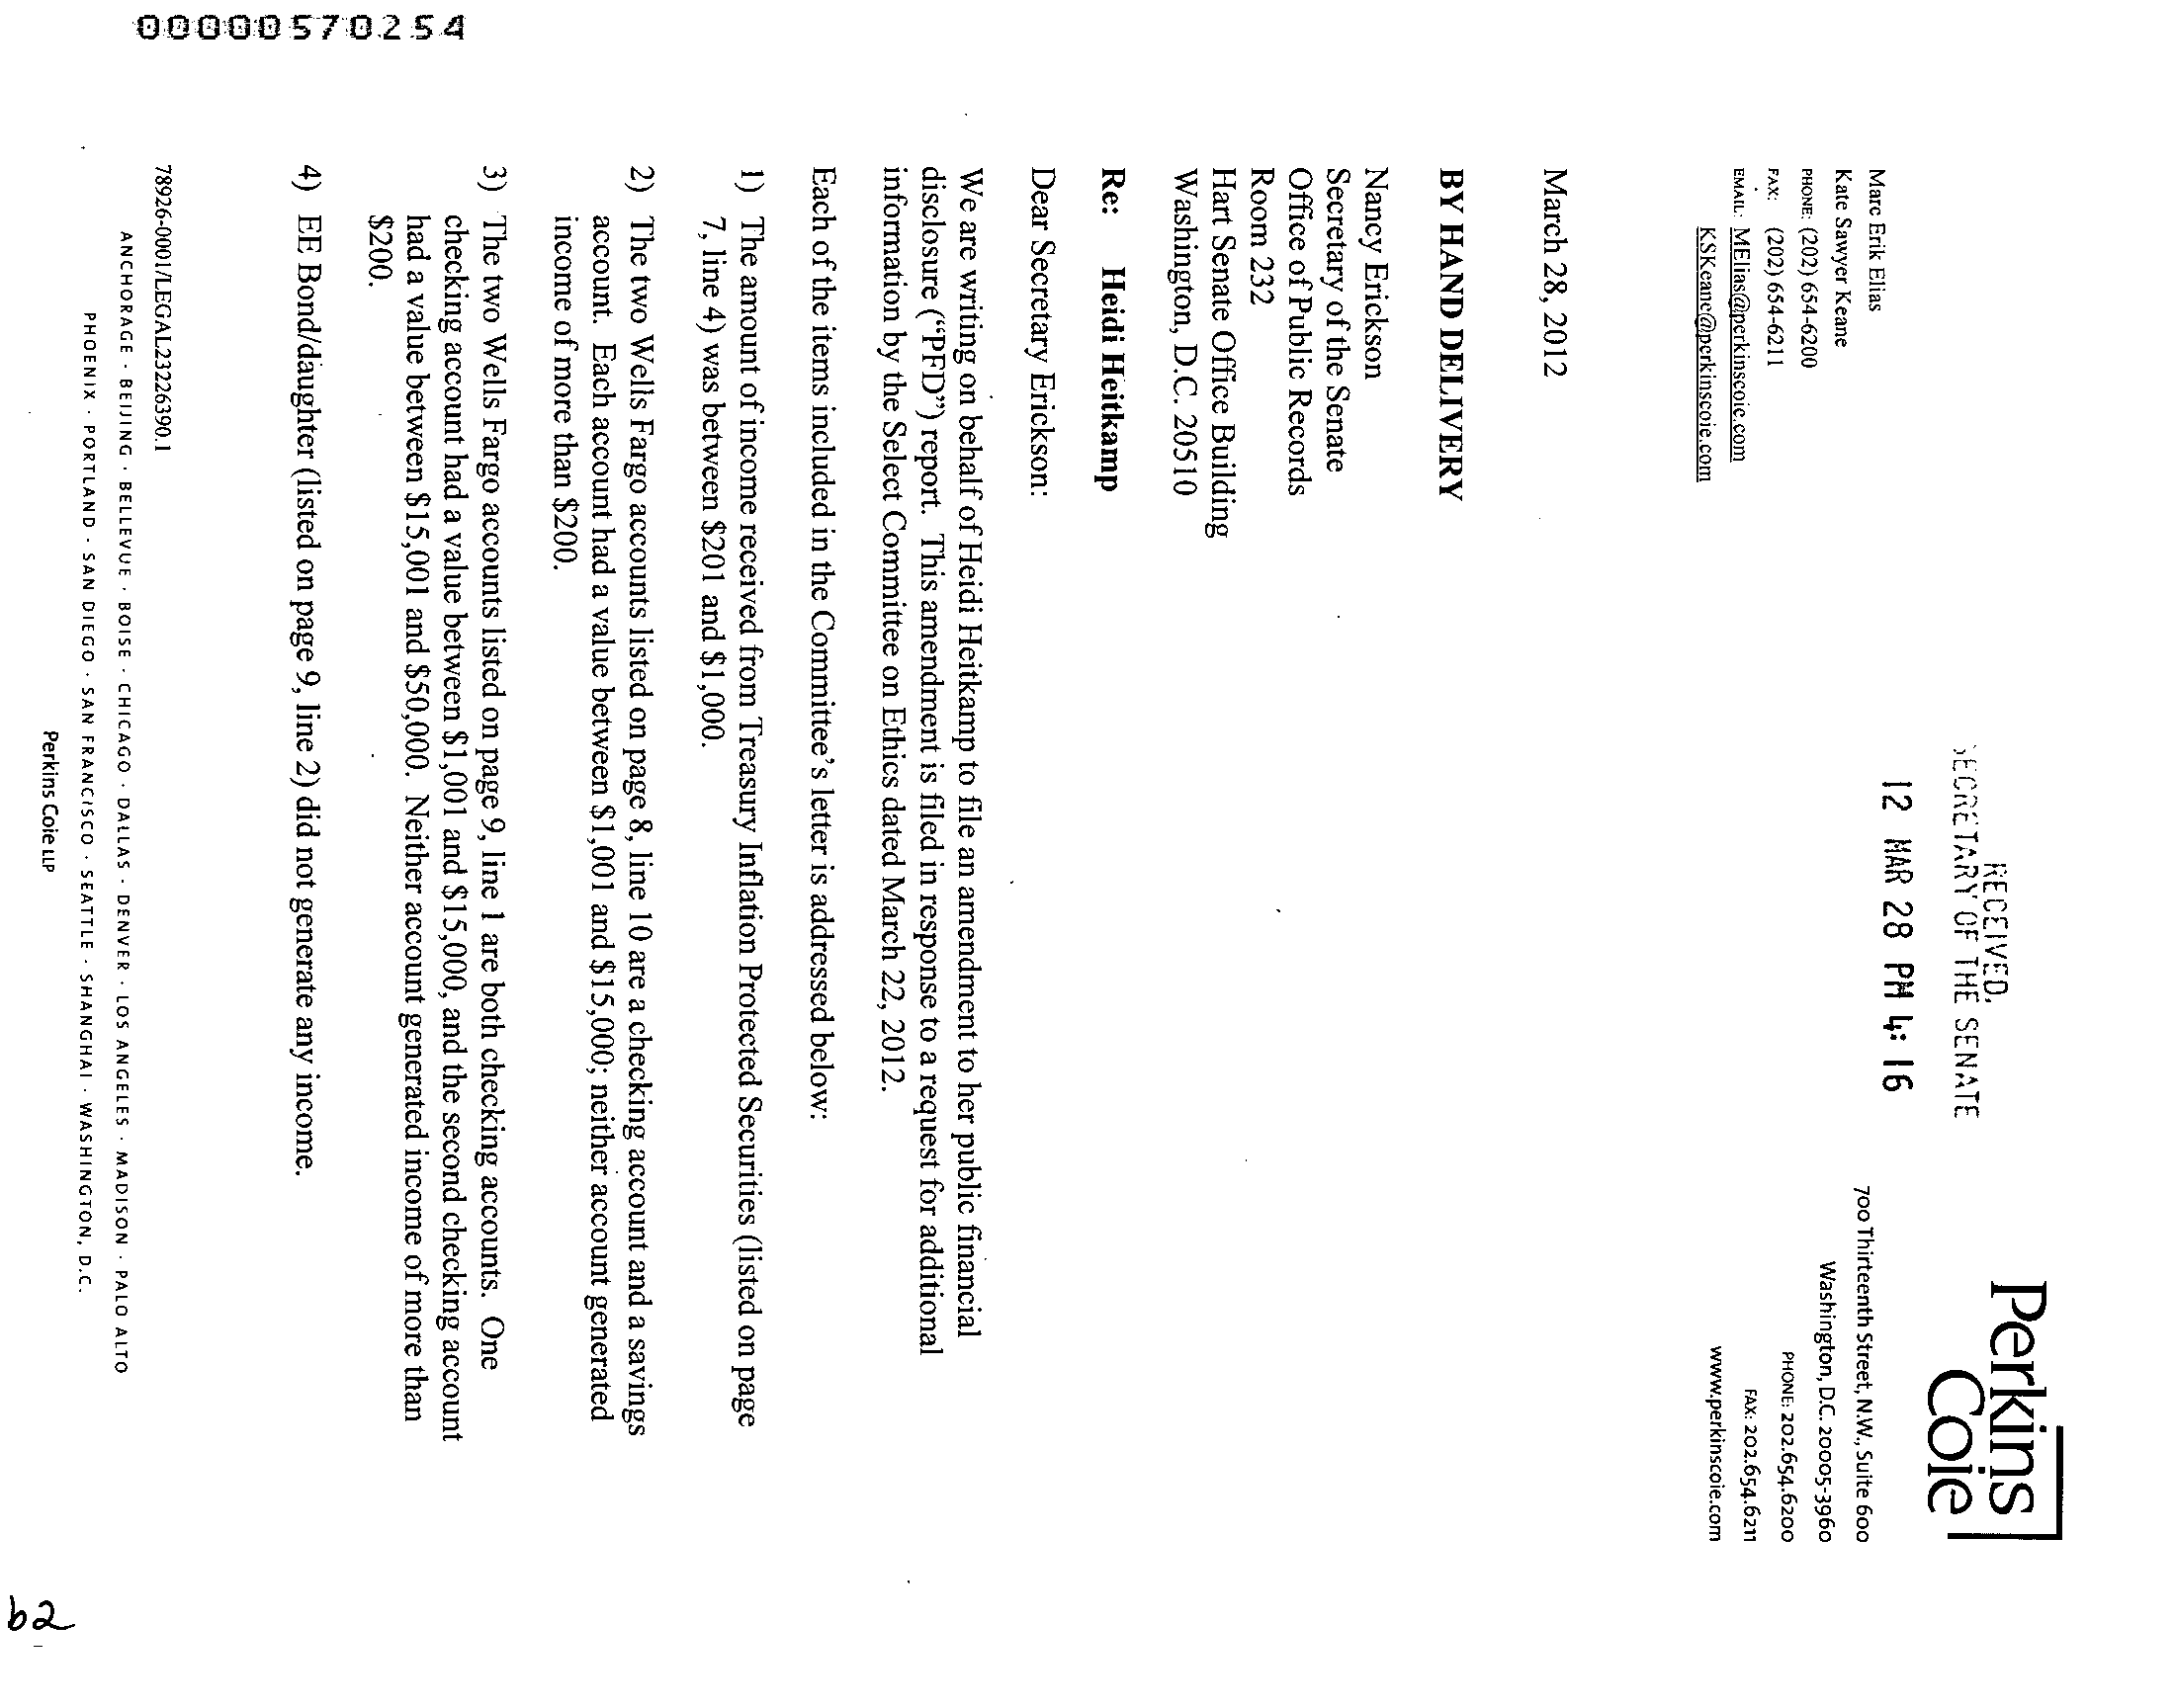 00000570254
RECEIVED
SECRETARY OF THE SENATE
12 MAR 28 PM 4:16
Perkins
Coie
Marc Erik Elias
Kate Sawyer Keane
PHONE: (202) 654-6200
FAX: (202) 654-6211
EMAIL: MElias@perkinscoie.com
KSKeane@perkinscoie.com
700 Thirteenth Street, N.W., Suite 600
Washington, D.C. 20005-3960
PHONE: 202.654.6200
FAX: 202.654.6211
www.perkinscoie.com
March 28, 2012
BY HAND DELIVERY
Nancy Erickson
Secretary of the Senate
Office of Public Records
Room 232
Hart Senate Office Building
Washington, D.C. 20510
Re: Heidi Heitkamp
Dear Secretary Erickson:
We are writing on behalf of Heidi Heitkamp to file an amendment to her public financial
disclosure (“PFD”) report. This amendment is filed in response to a request for additional
information by the Select Committee on Ethics dated March 22, 2012.
Each of the items included in the Committee’s letter is addressed below:
1) The amount of income received from Treasury Inflation Protected Securities (listed on page
7, line 4) was between $201 and $1,000.
2) The two Wells Fargo accounts listed on page 8, line 10 are a checking account and a savings
account. Each account had a value between $1,001 and $15,000; neither account generated
income of more than $200.
3) The two Wells Fargo accounts listed on page 9, line 1 are both checking accounts. One
checking account had a value between $1,001 and $15,000, and the second checking account
had a value between $15,001 and $50,000. Neither account generated income of more than
$200.
4) EE Bond/daughter (listed on page 9, line 2) did not generate any income.
78926-0001/LEGAL23226390.1
ANCHORAGE · BEIJING · BELLEVUE · BOISE · CHICAGO · DALLAS · DENVER · LOS ANGELES · MADISON · PALO ALTO
PHOENIX · PORTLAND · SAN DIEGO · SAN FRANCISCO · SEATTLE · SHANGHAI · WASHINGTON, D.C.
Perkins Coie LLP
b2